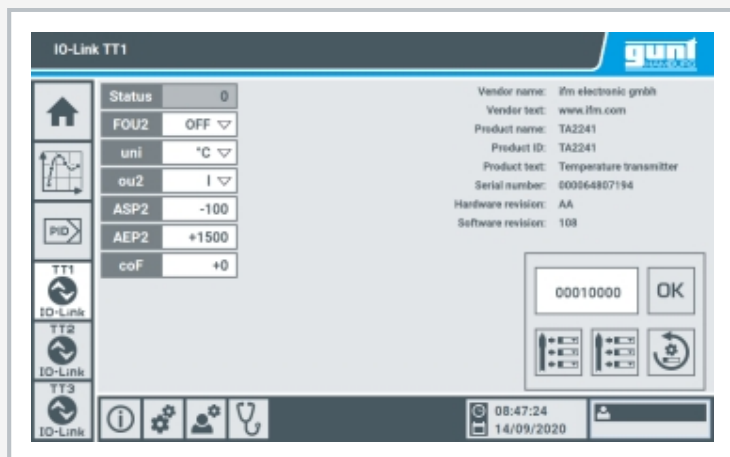 IO-Link TT1
gunt
HAMBURG
Status 0
FOU2 OFF
uni °C
ou2 I
ASP2 -100
AEP2 +1500
coF +0
Vendor name: ifm electronic gmbh
Vendor text: www.ifm.com
Product name: TA2241
Product ID: TA2241
Product text: Temperature transmitter
Serial number: 000064807194
Hardware revision: AA
Software revision: 108
PID
TT1
IO-Link
TT2
IO-Link
TT3
IO-Link
00010000 OK
08:47:24
14/09/2020